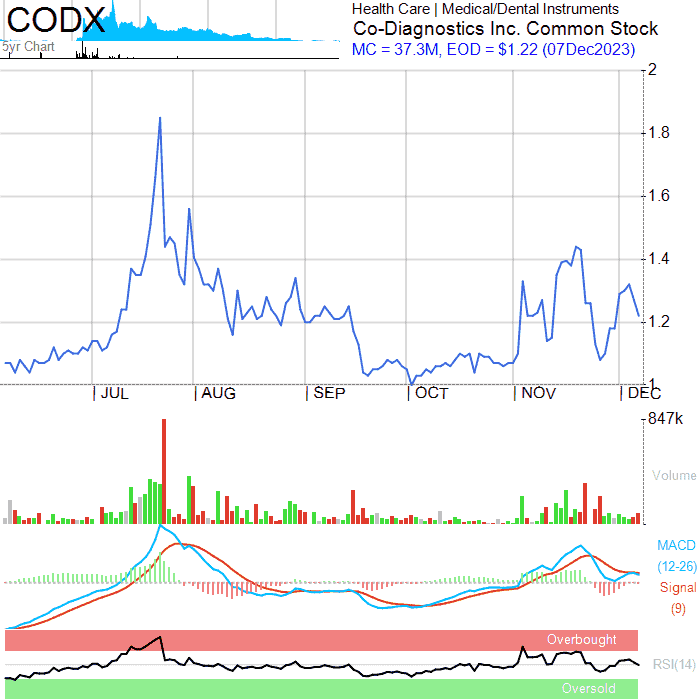 CODX
5yr Chart
Health Care | Medical/Dental Instruments
Co-Diagnostics Inc. Common Stock
MC = 37.3M, EOD = $1.22 (07Dec2023)
2
1.8
1.6
1.4
1.2
1
JUL AUG SEP OCT NOV DEC
847k
Volume
MACD
(12-26)
Signal
(9)
Overbought
RSI(14)
Oversold